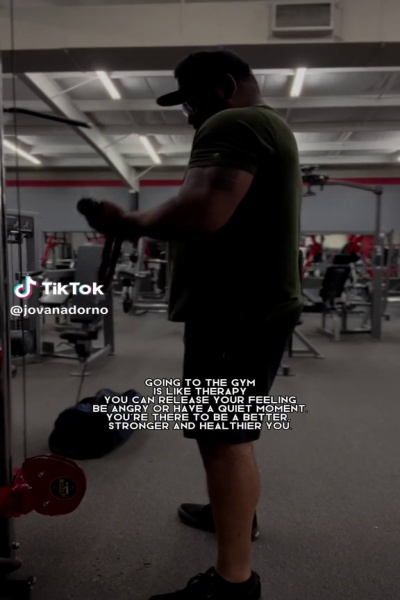 TikTok
@jovanadorno
GOING TO THE GYM
IS LIKE THERAPY
YOU CAN RELEASE YOUR FEELING
BE ANGRY OR HAVE A QUIET MOMENT.
YOU'RE THERE TO BE A BETTER,
STRONGER AND HEALTHIER YOU.